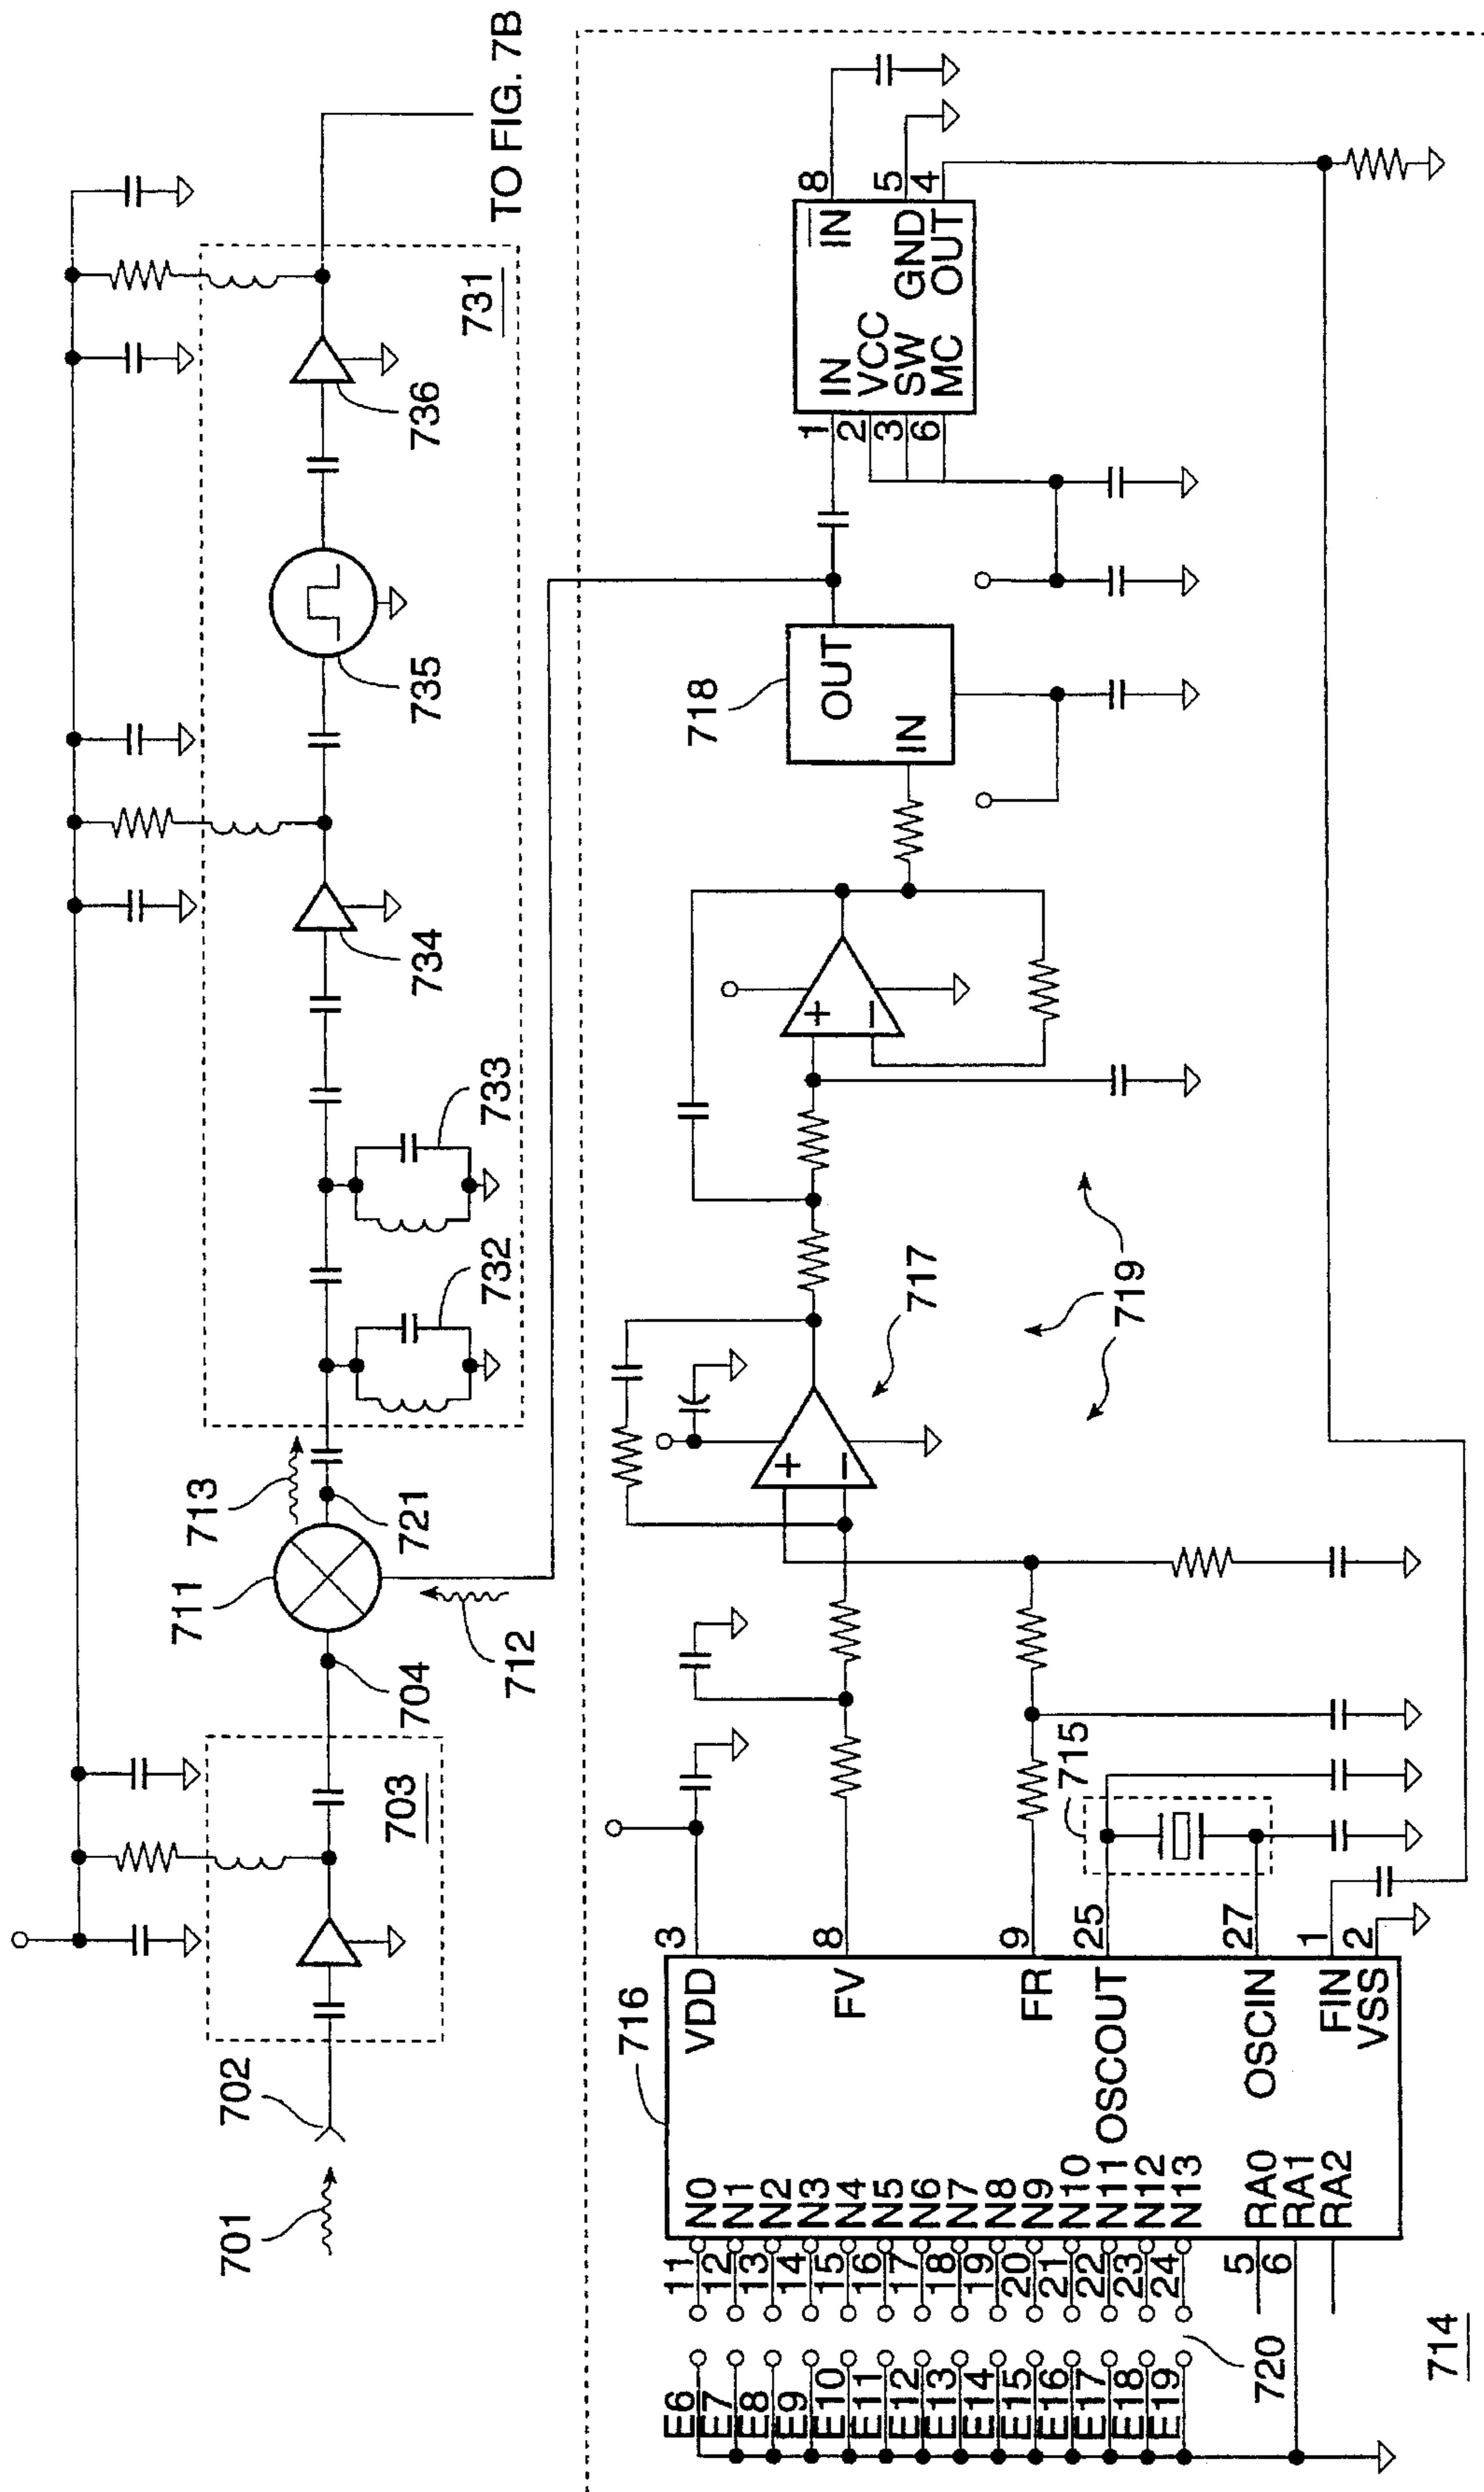 TO FIG. 7B
701
702
703
704
711
712
713
721
731
732
733
734
735
736
714
715
716
717
718
719
720
VDD 3
FV 8
FR 9
OSCOUT 25
OSCIN 27
FIN 1
VSS 2
E6 11 N0
E7 12 N1
E8 13 N2
E9 14 N3
E10 15 N4
E11 16 N5
E12 17 N6
E13 18 N7
E14 19 N8
E15 20 N9
E16 21 N10
E17 22 N11
E18 23 N12
E19 24 N13
5 RA0
6 RA1
RA2
+
−
+
−
OUT
IN
1 IN
2 VCC
3 SW
6 MC
IN 8
GND 5
OUT 4